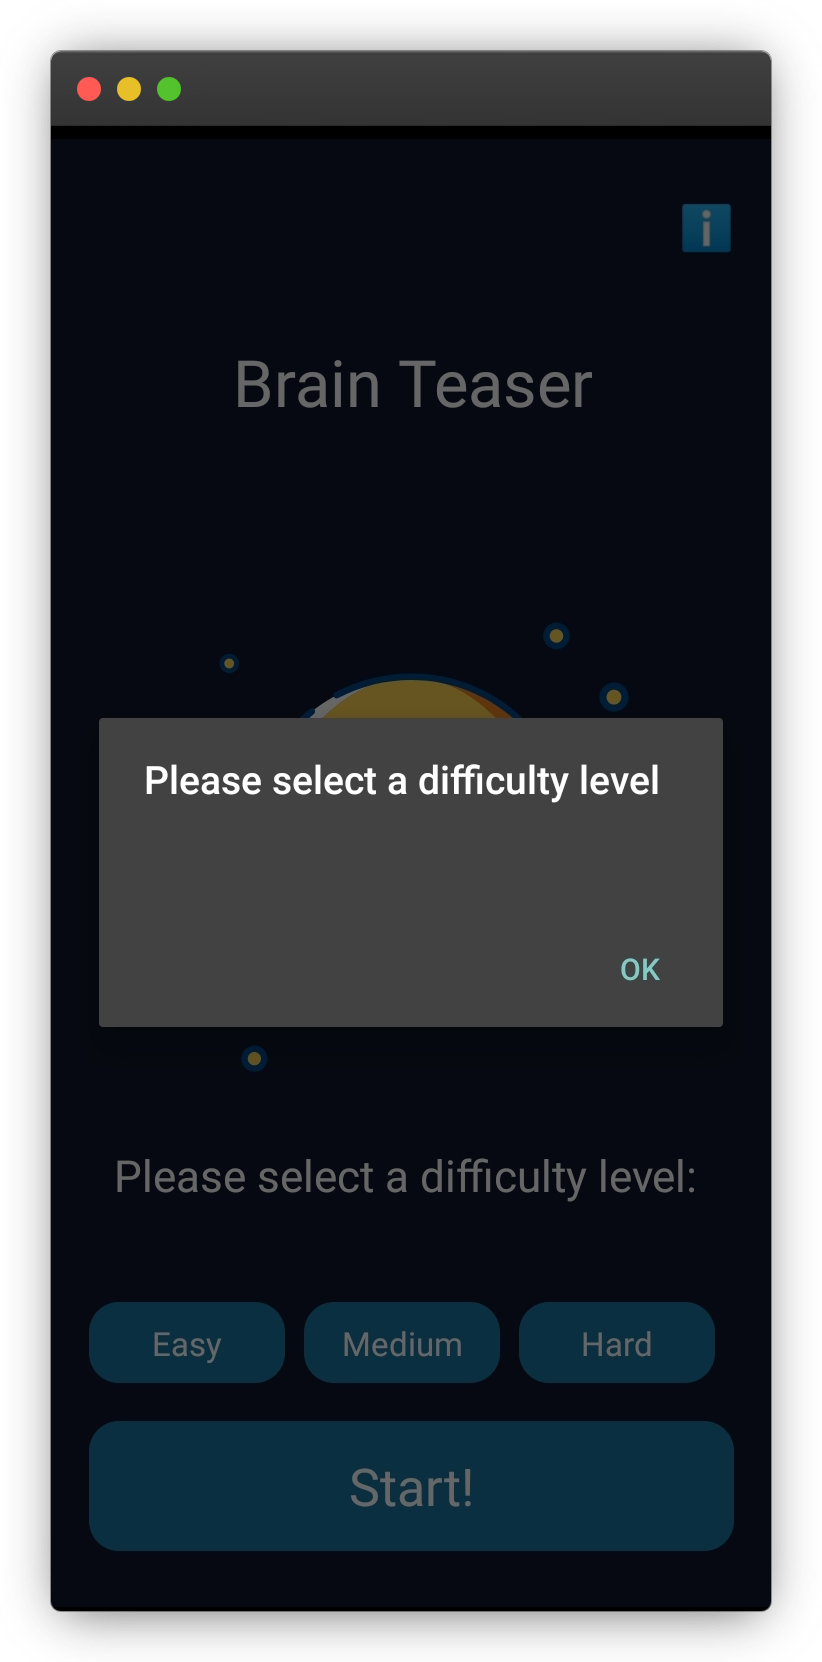 i
Brain Teaser
Please select a difficulty level
OK
Please select a difficulty level:
Easy Medium Hard
Start!